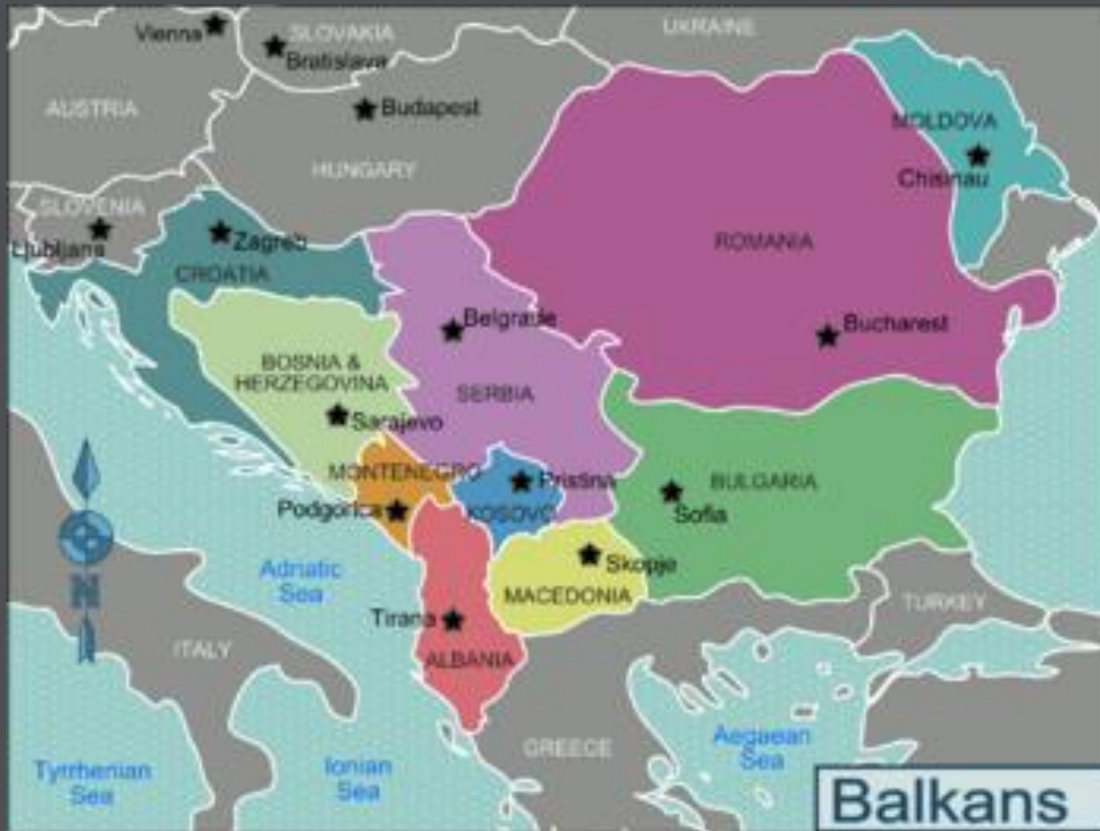 Vienna
SLOVAKIA
Bratislava
UKRAINE
AUSTRIA
Budapest
HUNGARY
MOLDOVA
Chisinau
SLOVENIA
Ljubljana
Zagreb
CROATIA
ROMANIA
Belgrade
Bucharest
BOSNIA &
HERZEGOVINA
SERBIA
Sarajevo
MONTENEGRO
Pristina
BULGARIA
Podgorica
KOSOVO
Sofia
Adriatic
Sea
Skopje
MACEDONIA
TURKEY
N
Tirana
ITALY
ALBANIA
GREECE
Aegaean
Sea
Tyrrhenian
Sea
Ionian
Sea
Balkans